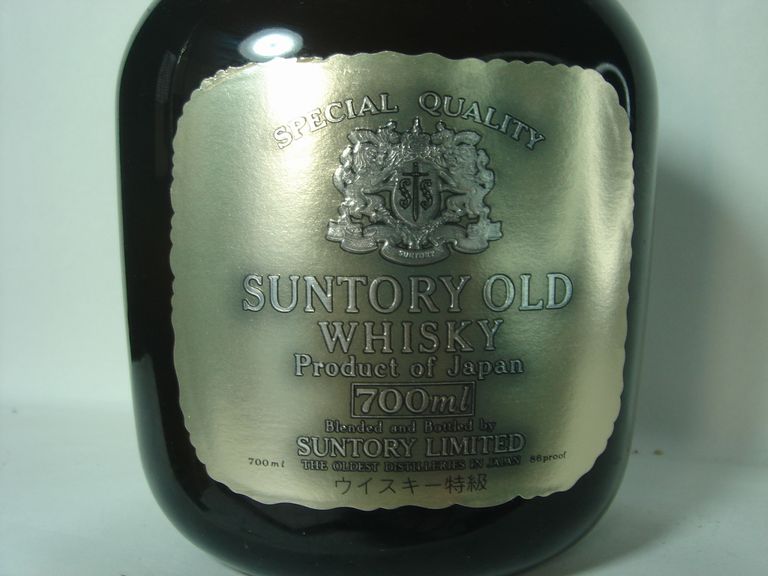 SPECIAL QUALITY
SUNTORY
SUNTORY OLD
WHISKY
Product of Japan
700ml
Blended and Bottled by
SUNTORY LIMITED
700ml THE OLDEST DISTILLERIES IN JAPAN 86proof
ウイスキー特級